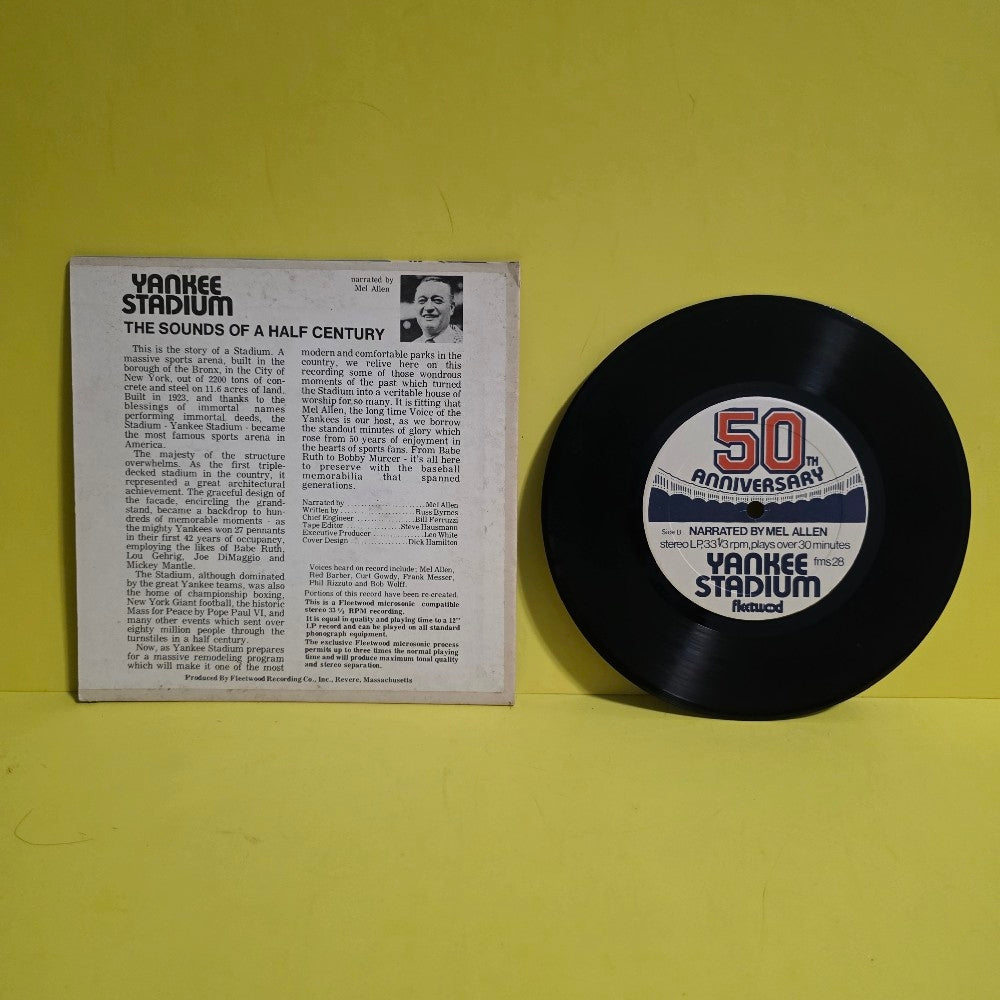 YANKEE
STADIUM
narrated by
Mel Allen
THE SOUNDS OF A HALF CENTURY
This is the story of a Stadium. A
massive sports arena, built in the
borough of the Bronx, in the City of
New York, out of 2200 tons of con-
crete and steel on 11.6 acres of land.
Built in 1923, and thanks to the
blessings of immortal names
performing immortal deeds, the
Stadium - Yankee Stadium - became
the most famous sports arena in
America.
The majesty of the structure
overwhelms. As the first triple-
decked stadium in the country, it
represented a great architectural
achievement. The graceful design of
the facade, encircling the grand-
stand, became a backdrop to hun-
dreds of memorable moments - as
the mighty Yankees won 27 pennants
in their first 42 years of occupancy,
employing the likes of Babe Ruth,
Lou Gehrig, Joe DiMaggio and
Mickey Mantle.
The Stadium, although dominated
by the great Yankee teams, was also
the home of championship boxing,
New York Giant football, the historic
Mass for Peace by Pope Paul VI, and
many other events which sent over
eighty million people through the
turnstiles in a half century.
Now, as Yankee Stadium prepares
for a massive remodeling program
which will make it one of the most
modern and comfortable parks in the
country, we relive here on this
recording some of those wondrous
moments of the past which turned
the Stadium into a veritable house of
worship for so many. It is fitting that
Mel Allen, the long time Voice of the
Yankees is our host, as we borrow
the standout minutes of glory which
rose from 50 years of enjoyment in
the hearts of sports fans. From Babe
Ruth to Bobby Murcer - it's all here
to preserve with the baseball
memorabilia that spanned
generations.
Narrated by ..................... Mel Allen
Written by ................... Russ Byrnes
Chief Engineer ............... Bill Ferruzzi
Tape Editor ............... Steve Hausmann
Executive Producer ............ Leo White
Cover Design .............. Dick Hamilton
Voices heard on record include: Mel Allen,
Red Barber, Curt Gowdy, Frank Messer,
Phil Rizzuto and Bob Wolff.
Portions of this record have been re-created.
This is a Fleetwood microsonic compatible
stereo 33 ⅓ RPM recording.
It is equal in quality and playing time to a 12"
LP record and can be played on all standard
phonograph equipment.
The exclusive Fleetwood microsonic process
permits up to three times the normal playing
time and will produce maximum tonal quality
and stereo separation.
Produced By Fleetwood Recording Co., Inc., Revere, Massachusetts
50TH
ANNIVERSARY
Side B NARRATED BY MEL ALLEN
stereo LP, 33 1/3 rpm, plays over 30 minutes
YANKEE fms28
STADIUM
fleetwood